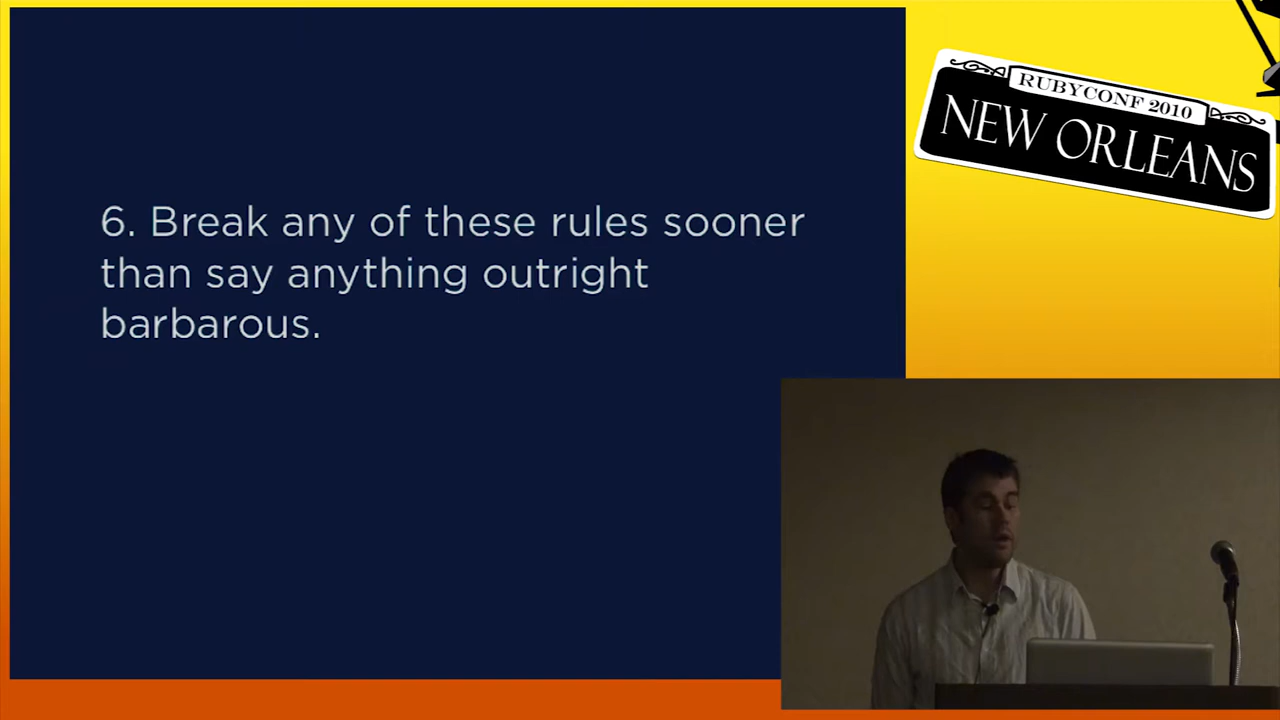 6. Break any of these rules sooner
than say anything outright
barbarous.
RUBYCONF 2010
NEW ORLEANS